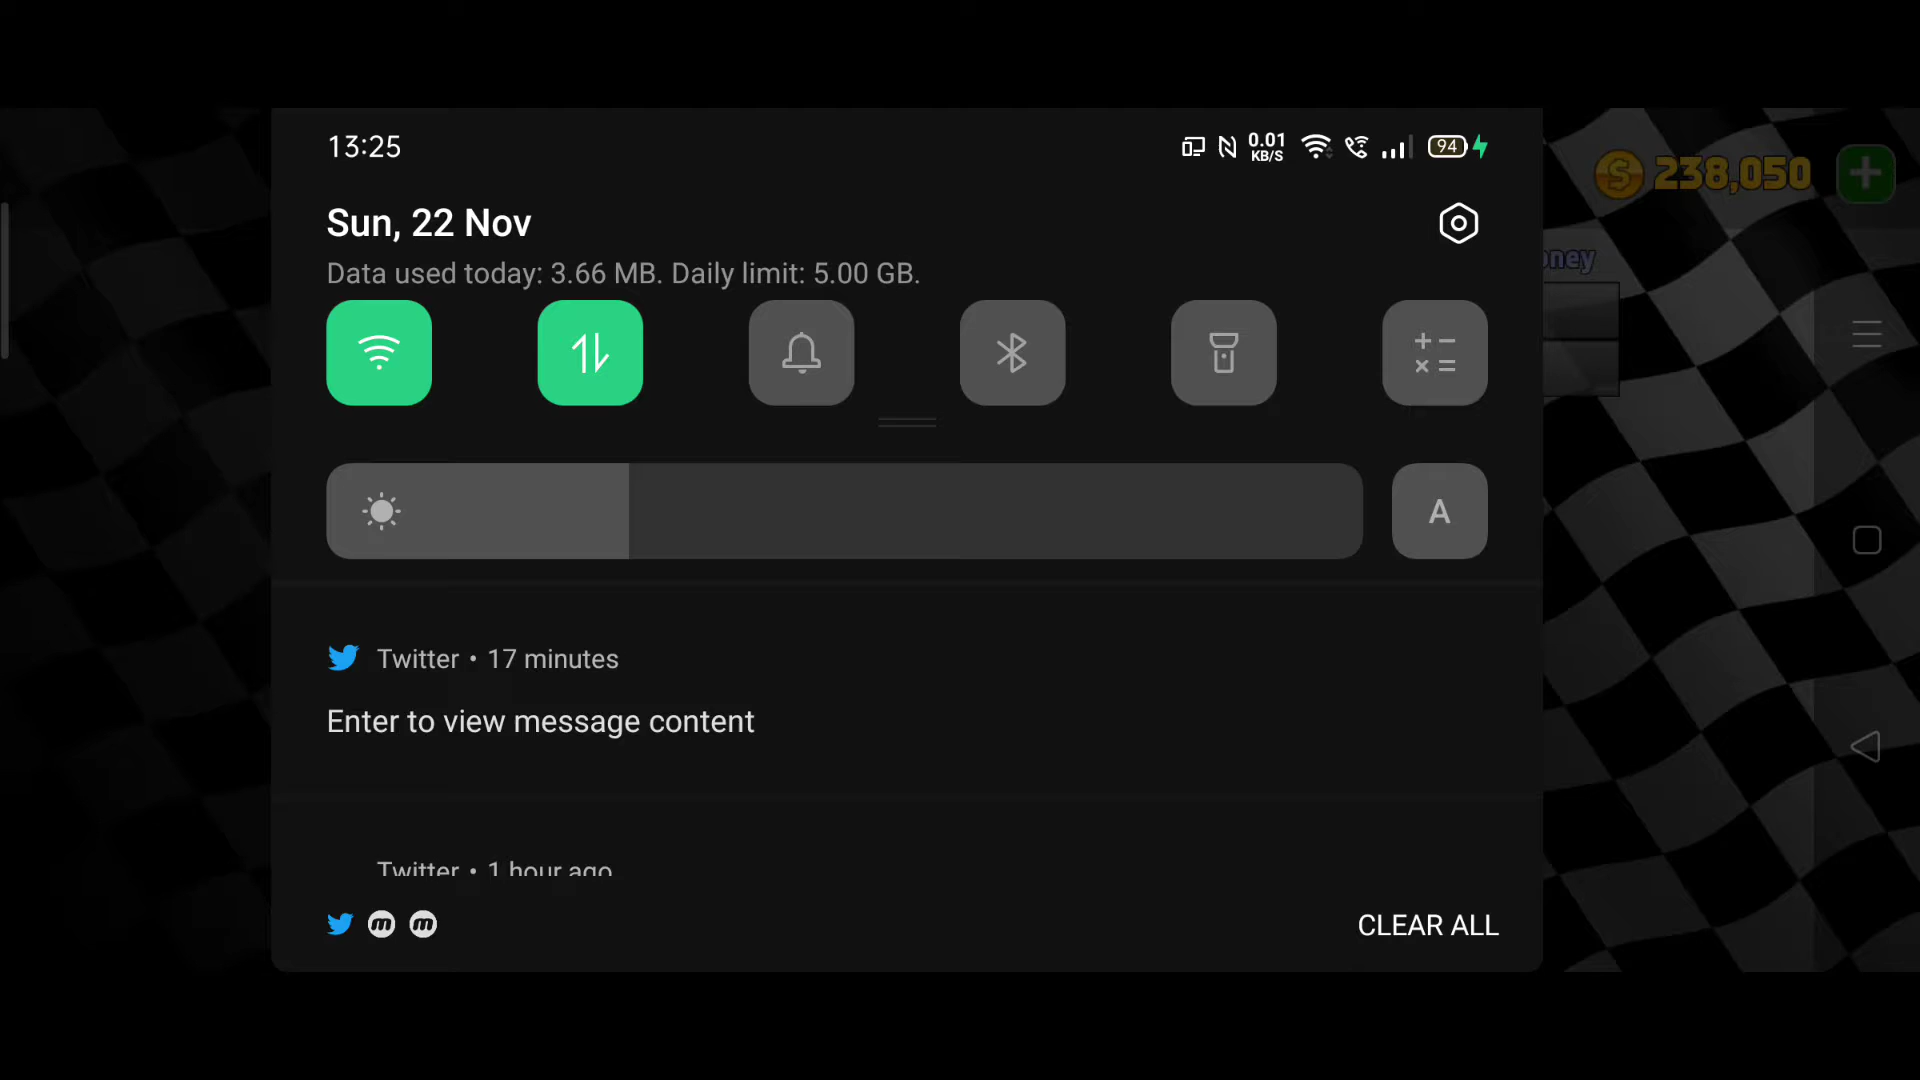 13:25
0.01
KB/S
94
238,050
Sun, 22 Nov
Data used today: 3.66 MB. Daily limit: 5.00 GB.
oney
A
Twitter • 17 minutes
Enter to view message content
Twitter • 1 hour ago
CLEAR ALL